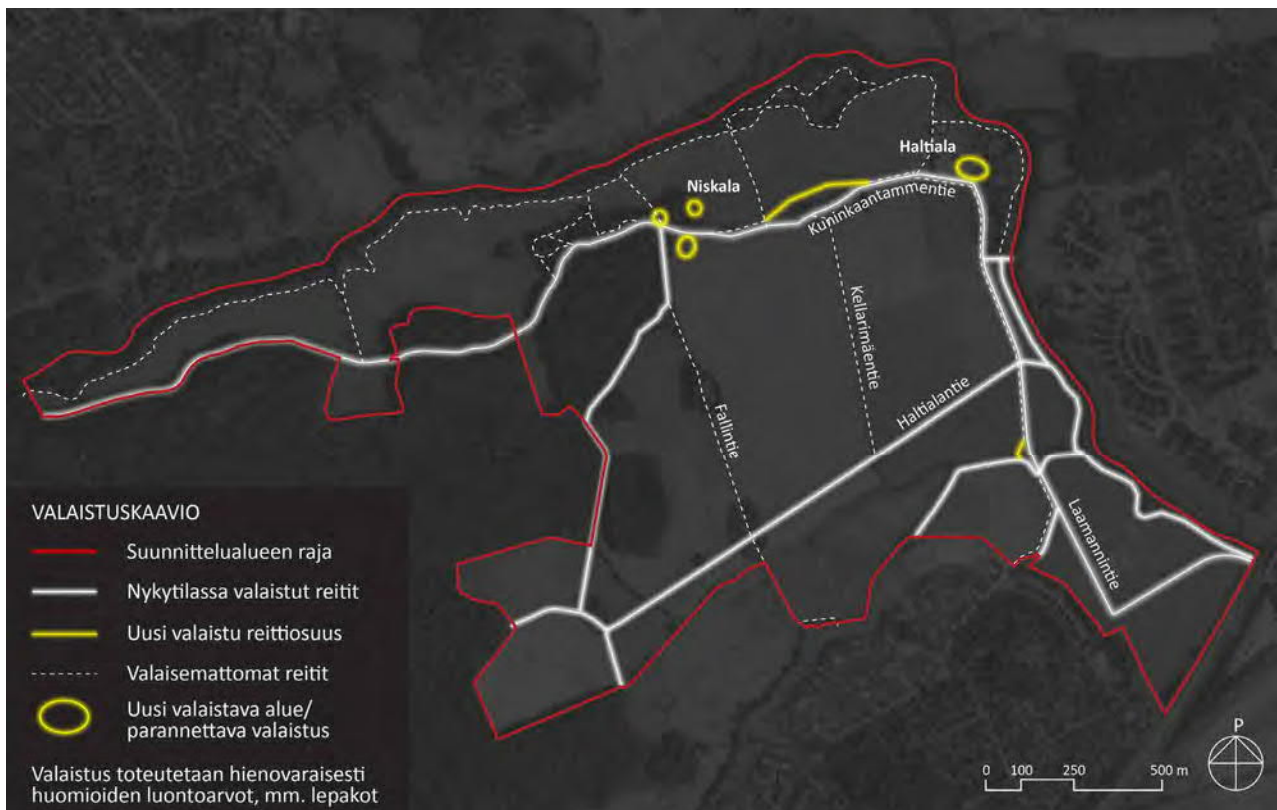 Haltiala
Niskala
Kuninkaantammentie
Kellarimäentie
Haltialantie
Fallintie
Laamannintie
VALAISTUSKAAVIO
Suunnittelualueen raja
Nykytilassa valaistut reitit
Uusi valaistu reittiosuus
Valaisemattomat reitit
Uusi valaistava alue/
parannettava valaistus
Valaistus toteutetaan hienovaraisesti
huomioiden luontoarvot, mm. lepakot
P
0 100 250 500 m